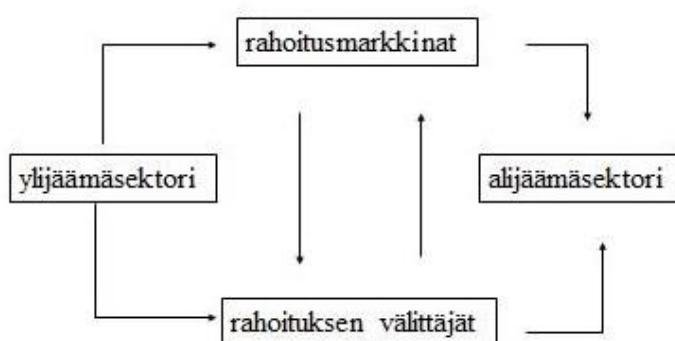 rahoitusmarkkinat
ylijäämäsektori
alijäämäsektori
rahoituksen välittäjät